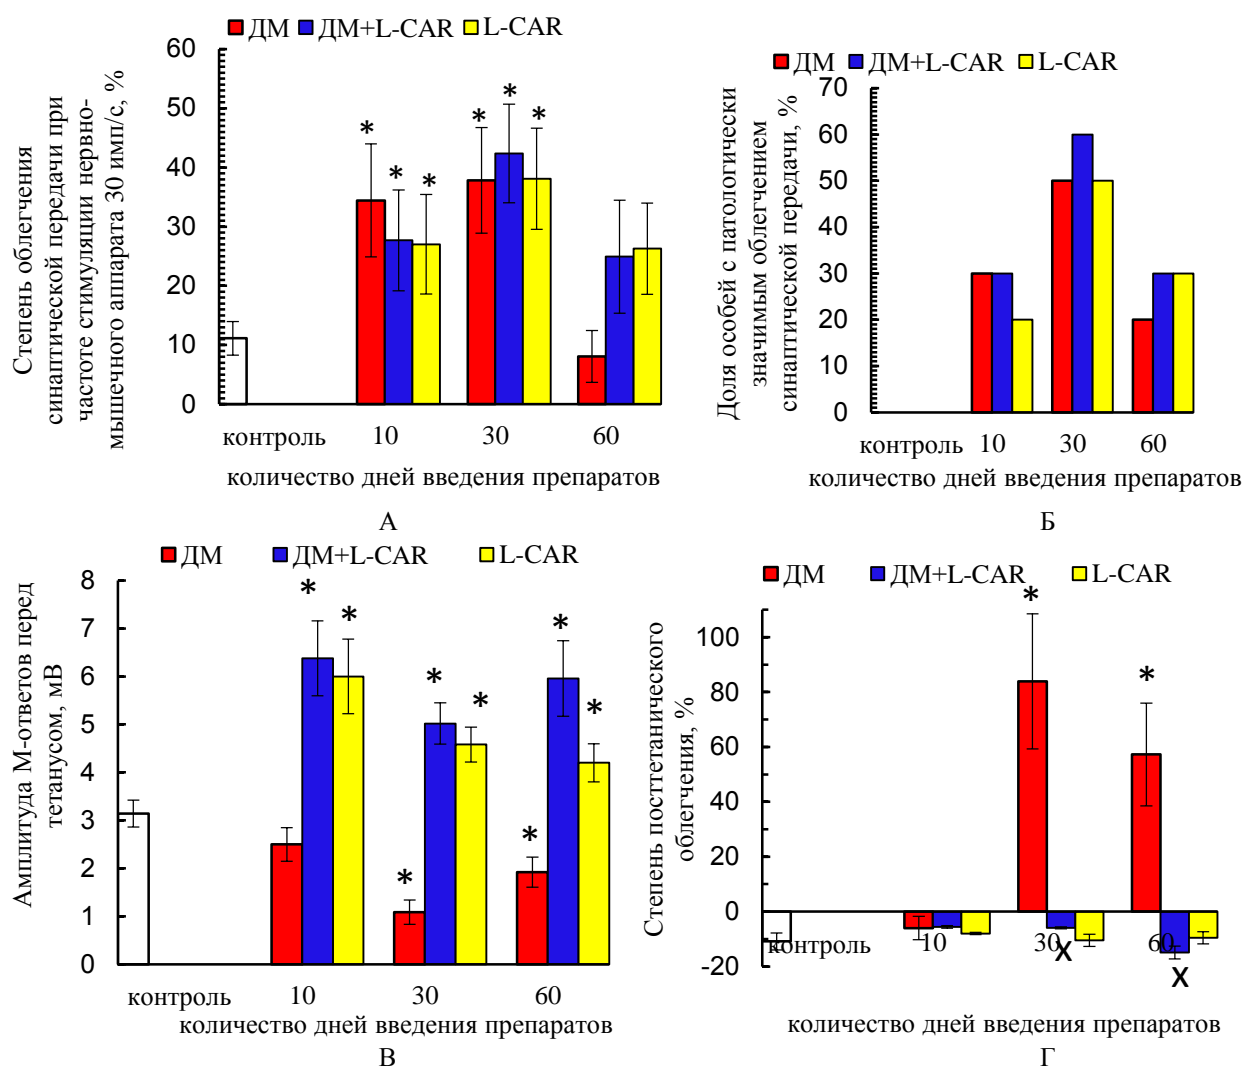 ДМ ДМ+L-CAR L-CAR
Степень облегчения
синаптической передачи при
частоте стимуляции нервно-
мышечного аппарата 30 имп/с, %
60
50
40
30
20
10
0
* * * * * *
контроль 10 30 60
количество дней введения препаратов
А
ДМ ДМ+L-CAR L-CAR
Доля особей с патологически
значимым облегчением
синаптической передачи, %
70
60
50
40
30
20
10
0
контроль 10 30 60
количество дней введения препаратов
Б
ДМ ДМ+L-CAR L-CAR
Амплитуда М-ответов перед
тетанусом, мВ
8
7
6
5
4
3
2
1
0
* * * * * * * *
контроль 10 30 60
количество дней введения препаратов
В
ДМ ДМ+L-CAR L-CAR
Степень посттетанического
облегчения, %
100
80
60
40
20
0
-20
* *
контроль 10 30 60
X X
количество дней введения препаратов
Г